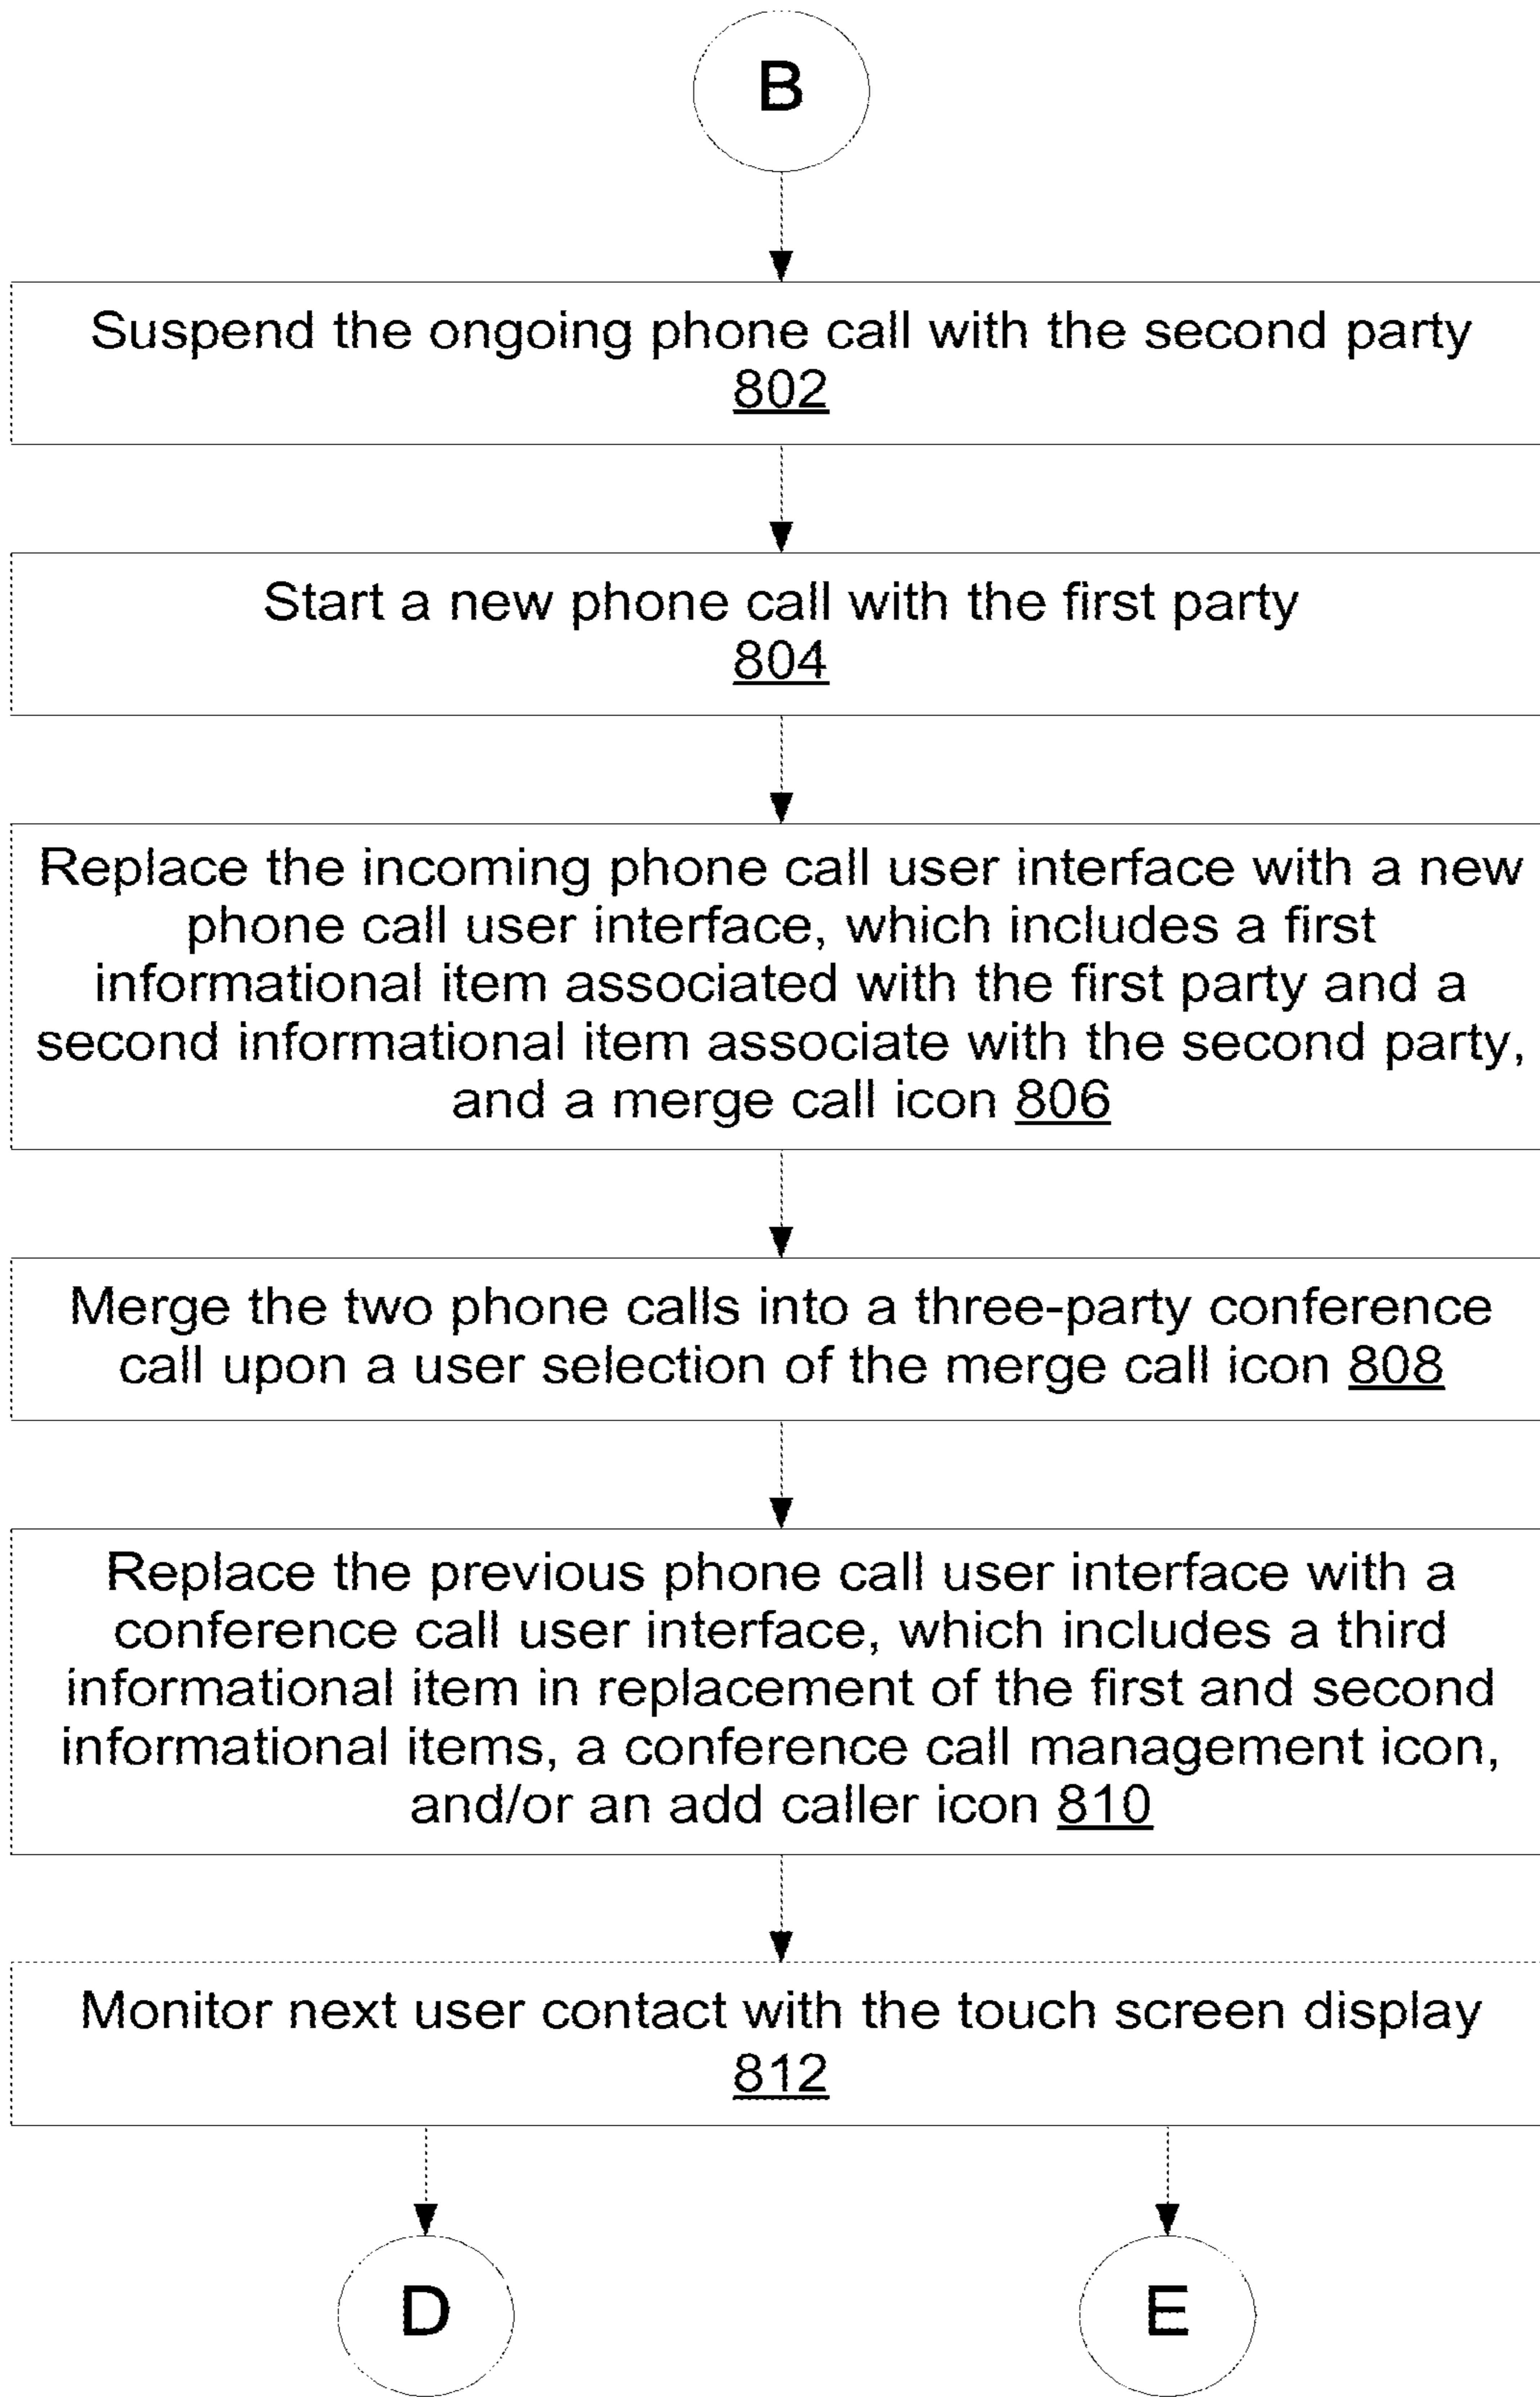 B
Suspend the ongoing phone call with the second party
802
Start a new phone call with the first party
804
Replace the incoming phone call user interface with a new
phone call user interface, which includes a first
informational item associated with the first party and a
second informational item associate with the second party,
and a merge call icon 806
Merge the two phone calls into a three-party conference
call upon a user selection of the merge call icon 808
Replace the previous phone call user interface with a
conference call user interface, which includes a third
informational item in replacement of the first and second
informational items, a conference call management icon,
and/or an add caller icon 810
Monitor next user contact with the touch screen display
812
D
E